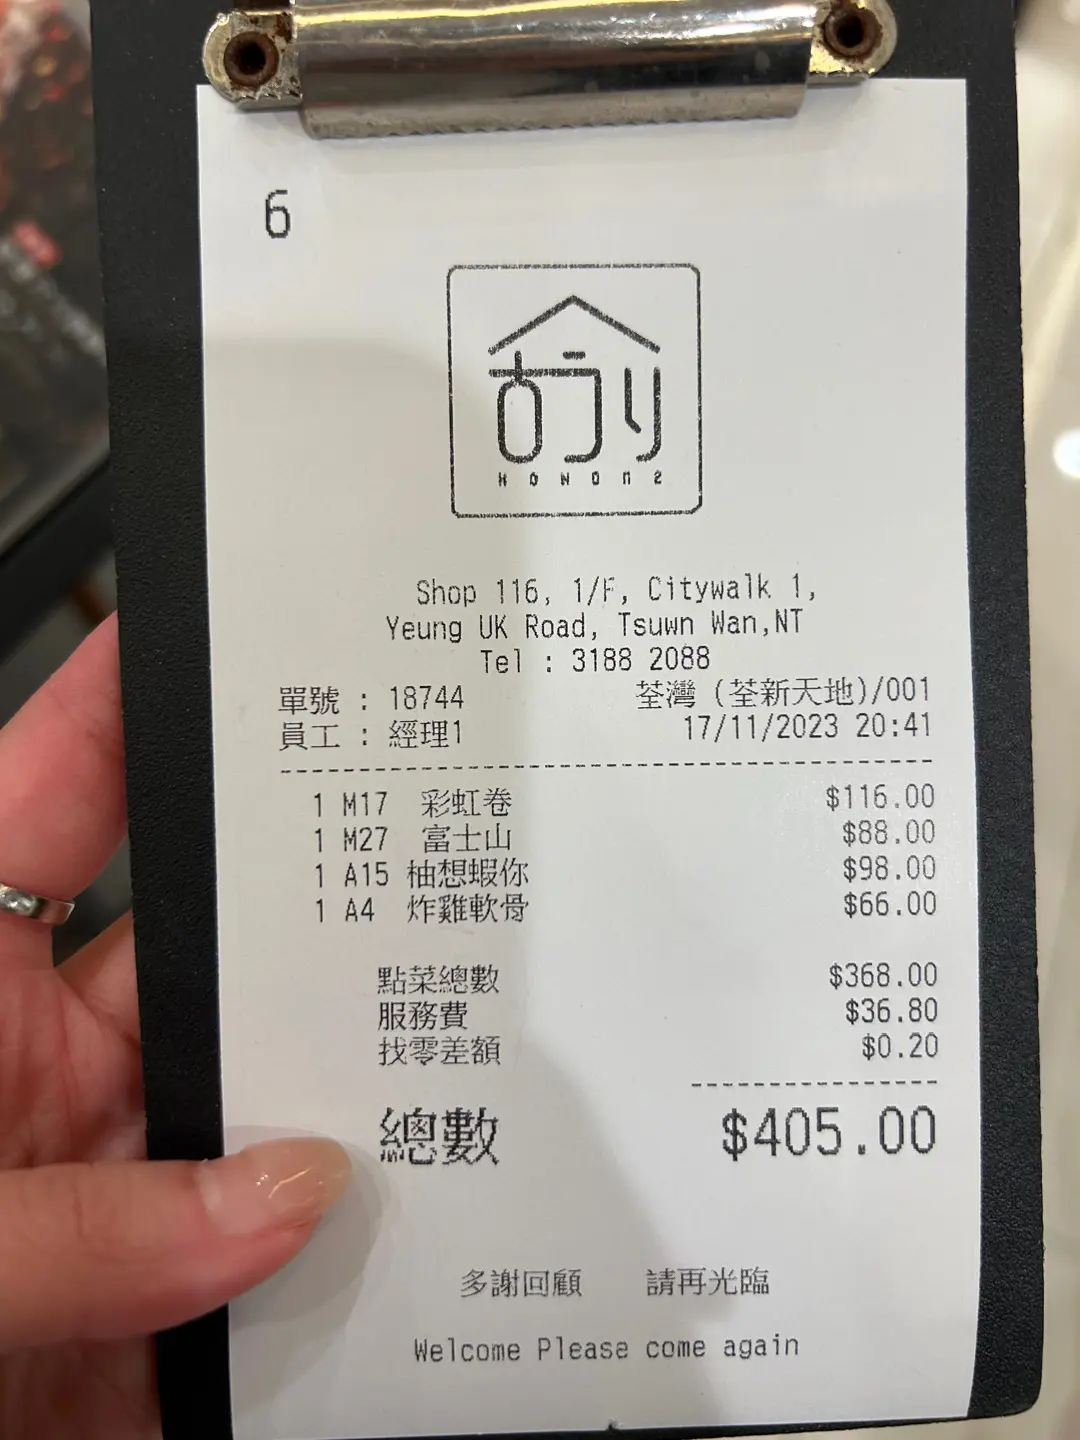 6
おうり
HOWON2
Shop 116, 1/F, Citywalk 1,
Yeung UK Road, Tsuwn Wan,NT
Tel : 3188 2088
單號 : 18744 荃灣 (荃新天地)/001
員工 : 經理1 17/11/2023 20:41
1 M17 彩虹卷 $116.00
1 M27 富士山 $88.00
1 A15 柚想蝦你 $98.00
1 A4 炸雞軟骨 $66.00
點菜總數 $368.00
服務費 $36.80
找零差額 $0.20
總數 $405.00
多謝回顧 請再光臨
Welcome Please come again